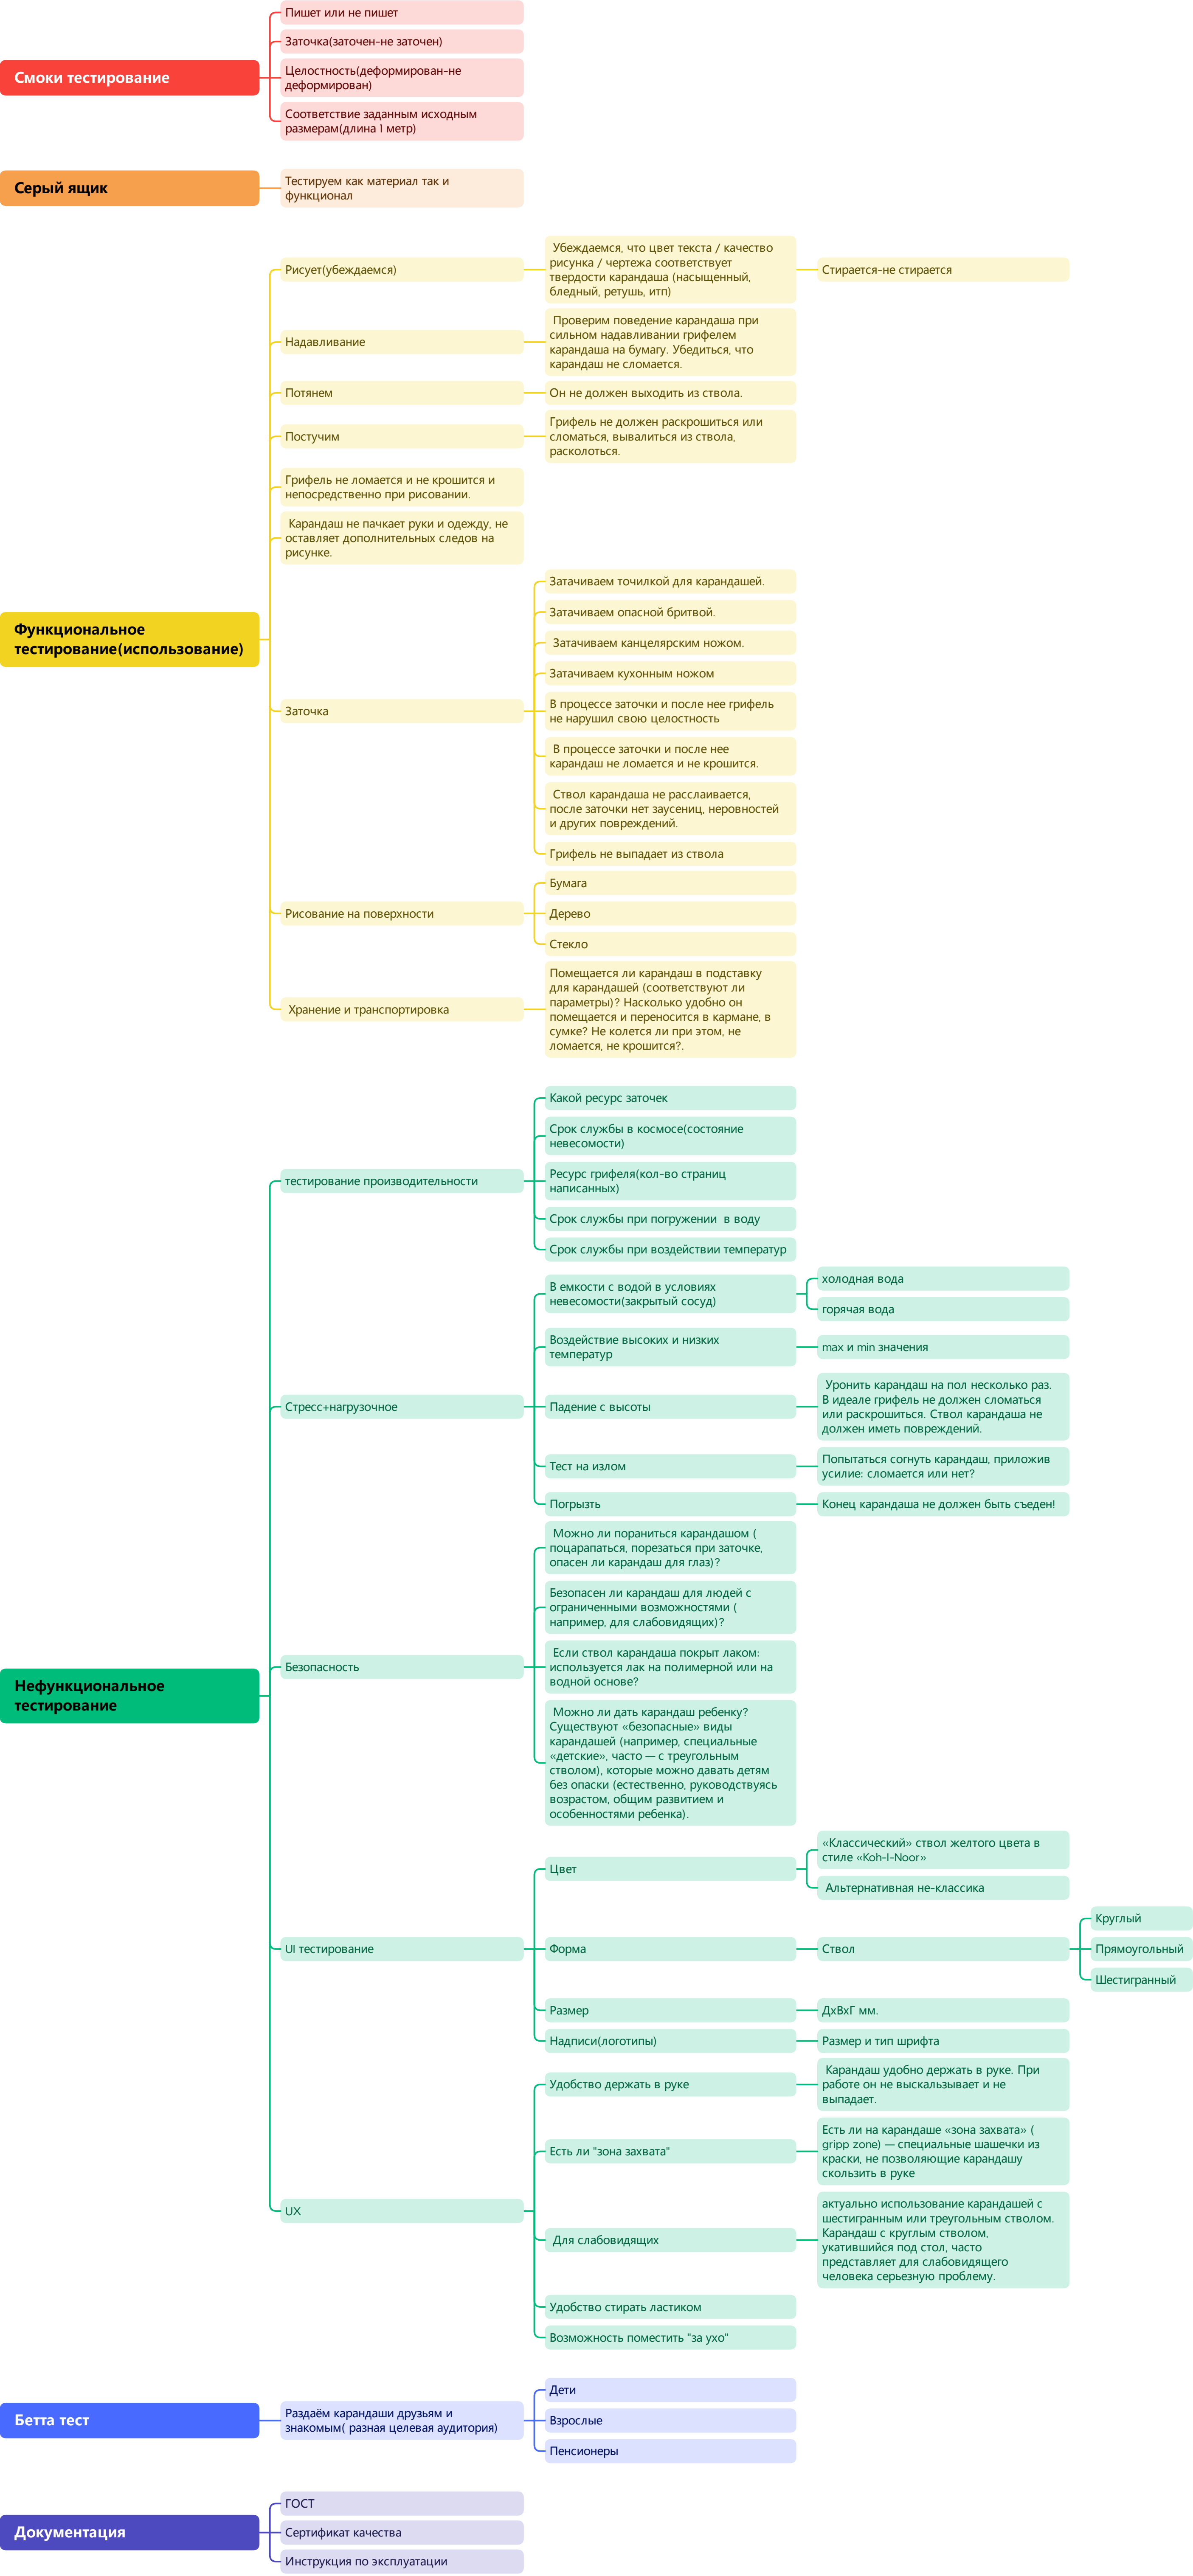 Смоки тестирование
Пишет или не пишет
Заточка(заточен-не заточен)
Целостность(деформирован-не
деформирован)
Соответствие заданным исходным
размерам(длина 1 метр)
Серый ящик
Тестируем как материал так и
функционал
Функциональное
тестирование(использование)
Рисует(убеждаемся)
Убеждаемся, что цвет текста / качество
рисунка / чертежа соответствует
твердости карандаша (насыщенный,
бледный, ретушь, итп)
Стирается-не стирается
Надавливание
Проверим поведение карандаша при
сильном надавливании грифелем
карандаша на бумагу. Убедиться, что
карандаш не сломается.
Потянем
Он не должен выходить из ствола.
Постучим
Грифель не должен раскрошиться или
сломаться, вывалиться из ствола,
расколоться.
Грифель не ломается и не крошится и
непосредственно при рисовании.
Карандаш не пачкает руки и одежду, не
оставляет дополнительных следов на
рисунке.
Заточка
Затачиваем точилкой для карандашей.
Затачиваем опасной бритвой.
Затачиваем канцелярским ножом.
Затачиваем кухонным ножом
В процессе заточки и после нее грифель
не нарушил свою целостность
В процессе заточки и после нее
карандаш не ломается и не крошится.
Ствол карандаша не расслаивается,
после заточки нет заусениц, неровностей
и других повреждений.
Грифель не выпадает из ствола
Рисование на поверхности
Бумага
Дерево
Стекло
Хранение и транспортировка
Помещается ли карандаш в подставку
для карандашей (соответствуют ли
параметры)? Насколько удобно он
помещается и переносится в кармане, в
сумке? Не колется ли при этом, не
ломается, не крошится?.
Нефункциональное
тестирование
тестирование производительности
Какой ресурс заточек
Срок службы в космосе(состояние
невесомости)
Ресурс грифеля(кол-во страниц
написанных)
Срок службы при погружении  в воду
Срок службы при воздействии температур
Стресс+нагрузочное
В емкости с водой в условиях
невесомости(закрытый сосуд)
холодная вода
горячая вода
Воздействие высоких и низких
температур
max и min значения
Падение с высоты
Уронить карандаш на пол несколько раз.
В идеале грифель не должен сломаться
или раскрошиться. Ствол карандаша не
должен иметь повреждений.
Тест на излом
Попытаться согнуть карандаш, приложив
усилие: сломается или нет?
Погрызть
Конец карандаша не должен быть съеден!
Безопасность
Можно ли пораниться карандашом (
поцарапаться, порезаться при заточке,
опасен ли карандаш для глаз)?
Безопасен ли карандаш для людей с
ограниченными возможностями (
например, для слабовидящих)?
Если ствол карандаша покрыт лаком:
используется лак на полимерной или на
водной основе?
Можно ли дать карандаш ребенку?
Существуют «безопасные» виды
карандашей (например, специальные
«детские», часто — с треугольным
стволом), которые можно давать детям
без опаски (естественно, руководствуясь
возрастом, общим развитием и
особенностями ребенка).
UI тестирование
Цвет
«Классический» ствол желтого цвета в
стиле «Koh-I-Noor»
Альтернативная не-классика
Форма
Ствол
Круглый
Прямоугольный
Шестигранный
Размер
ДхВхГ мм.
Надписи(логотипы)
Размер и тип шрифта
UX
Удобство держать в руке
Карандаш удобно держать в руке. При
работе он не выскальзывает и не
выпадает.
Есть ли "зона захвата"
Есть ли на карандаше «зона захвата» (
gripp zone) — специальные шашечки из
краски, не позволяющие карандашу
скользить в руке
Для слабовидящих
актуально использование карандашей с
шестигранным или треугольным стволом.
Карандаш с круглым стволом,
укатившийся под стол, часто
представляет для слабовидящего
человека серьезную проблему.
Удобство стирать ластиком
Возможность поместить "за ухо"
Бетта тест
Раздаём карандаши друзьям и
знакомым( разная целевая аудитория)
Дети
Взрослые
Пенсионеры
Документация
ГОСТ
Сертификат качества
Инструкция по эксплуатации